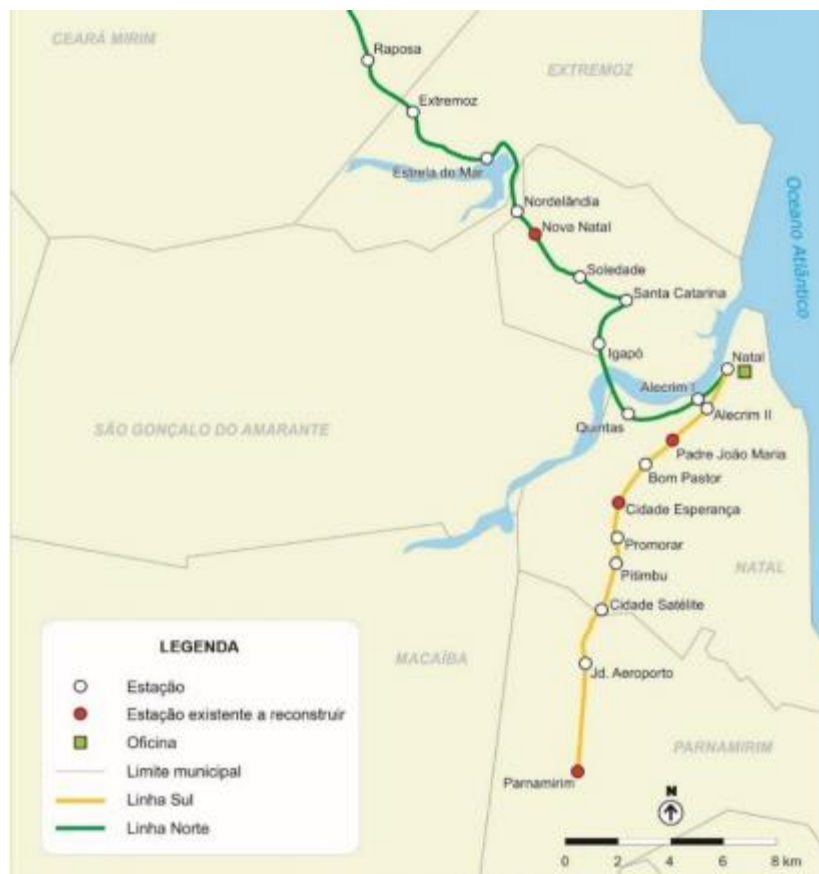 CEARÁ MIRIM
Raposa
EXTREMOZ
Extremoz
Estrela do Mar
Nordelândia
Nova Natal
Soledade
Santa Catarina
Oceano Atlântico
Igapó
Natal
Alecrim I
Alecrim II
Quintas
SÃO GONÇALO DO AMARANTE
Padre João Maria
Bom Pastor
Cidade Esperança
Promorar
Pitimbu
NATAL
Cidade Satélite
MACAÍBA
Jd. Aeroporto
PARNAMIRIM
Parnamirim
LEGENDA
Estação
Estação existente a reconstruir
Oficina
Limite municipal
Linha Sul
Linha Norte
N
0 2 4 6 8 km